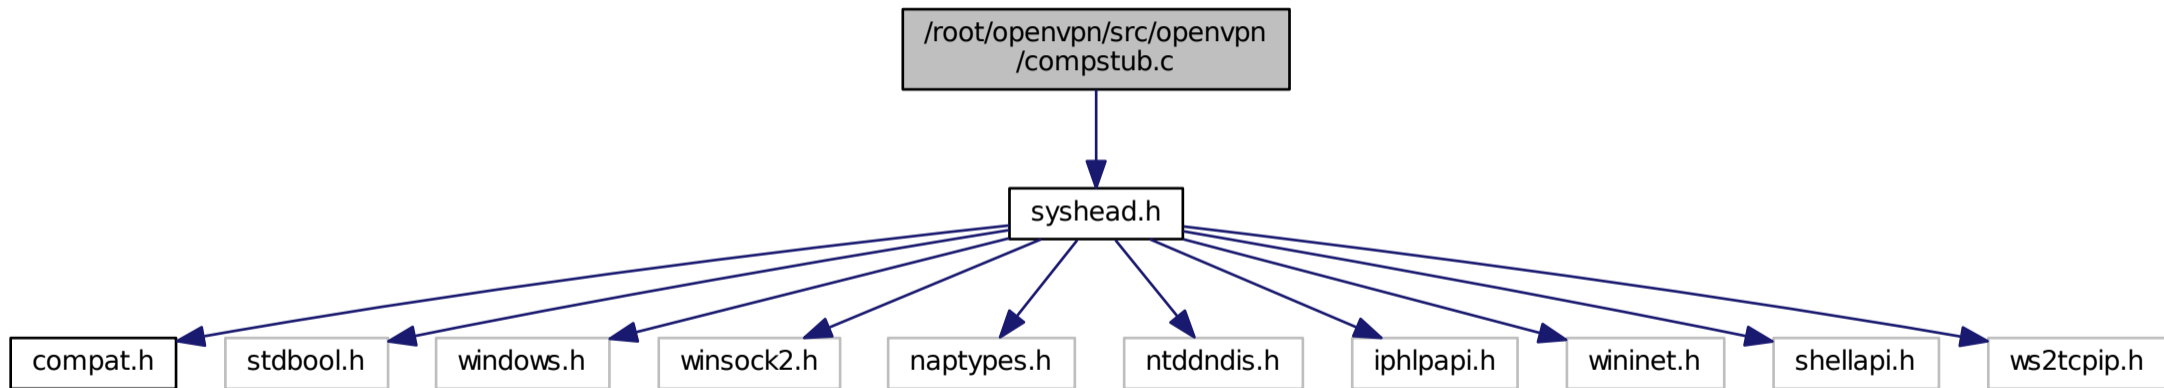 /root/openvpn/src/openvpn
/compstub.c
syshead.h
compat.h
stdbool.h
windows.h
winsock2.h
naptypes.h
ntddndis.h
iphlpapi.h
wininet.h
shellapi.h
ws2tcpip.h